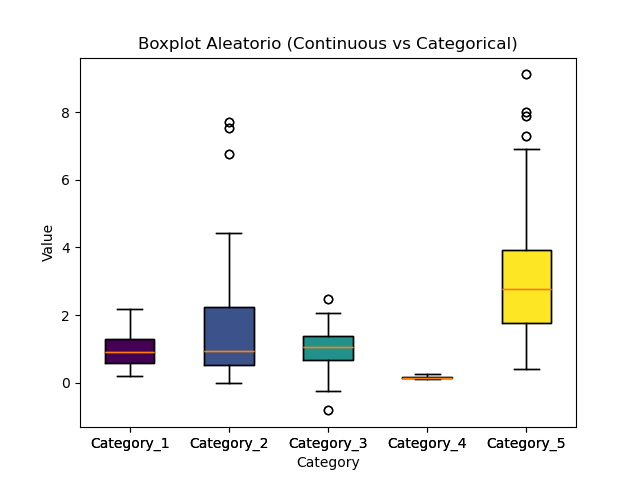 Boxplot Aleatorio (Continuous vs Categorical)
Value
8
6
4
2
0
Category_1 Category_2 Category_3 Category_4 Category_5
Category